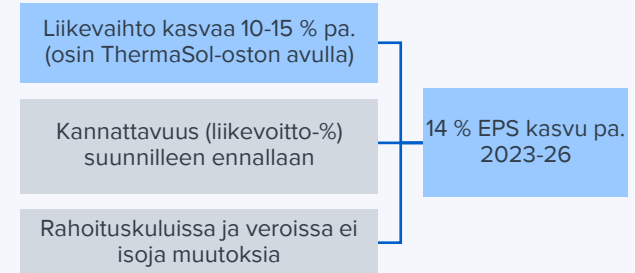 Liikevaihto kasvaa 10-15 % pa.
(osin ThermaSol-oston avulla)
Kannattavuus (liikevoitto-%)
suunnilleen ennallaan
14 % EPS kasvu pa.
2023-26
Rahoituskuluissa ja veroissa ei
isoja muutoksia